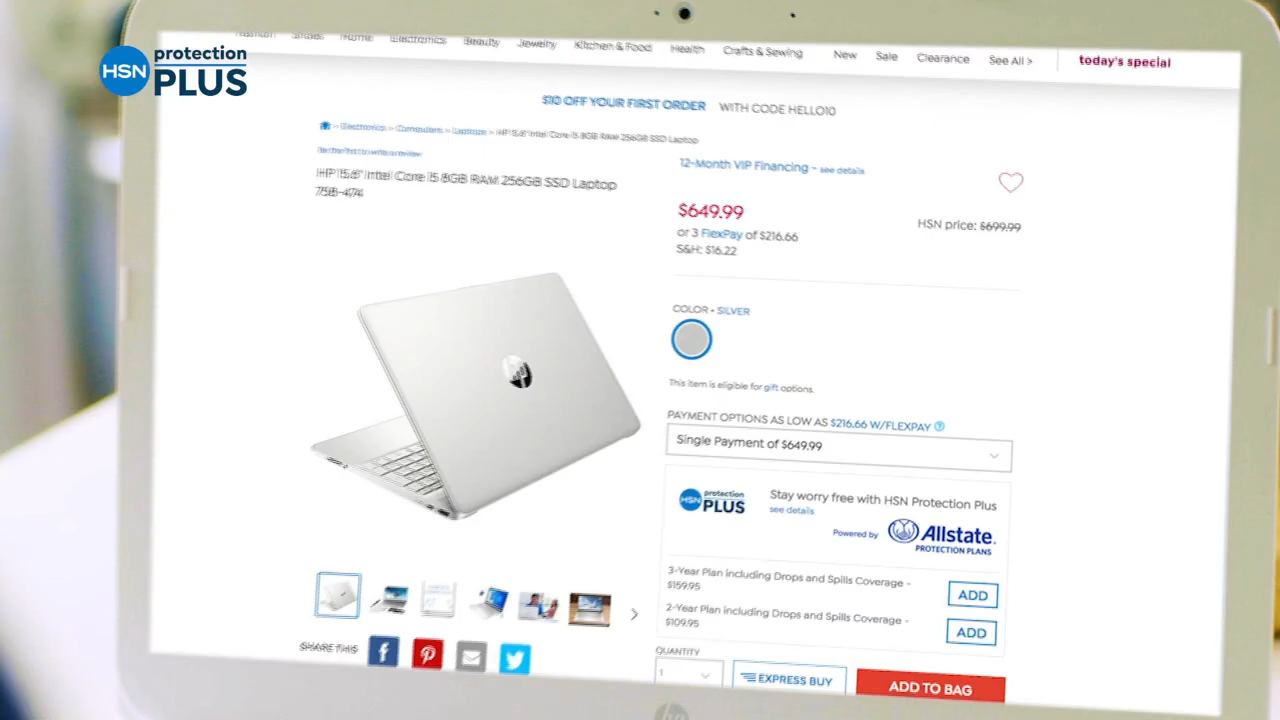 HSN protection PLUS
Fashion Shoes Home Electronics Beauty Jewelry Kitchen & Food Health Crafts & Sewing New Sale Clearance See All > today's special
$10 OFF YOUR FIRST ORDER WITH CODE HELLO10
> Electronics > Computers > Laptops > HP 15.6" Intel Core i5 8GB RAM 256GB SSD Laptop
Be the first to write a review
HP 15.6" Intel Core i5 8GB RAM 256GB SSD Laptop
758-474
12-Month VIP Financing - see details
$649.99
HSN price: $699.99
or 3 FlexPay of $216.66
S&H: $16.22
COLOR - SILVER
hp
This item is eligible for gift options.
PAYMENT OPTIONS AS LOW AS $216.66 W/FLEXPAY ?
Single Payment of $649.99
HSN protection PLUS
Stay worry free with HSN Protection Plus
see details
Powered by Allstate.
PROTECTION PLANS
3-Year Plan including Drops and Spills Coverage -
$159.95
ADD
2-Year Plan including Drops and Spills Coverage -
$109.95
ADD
SHARE THIS
QUANTITY
1
EXPRESS BUY
ADD TO BAG
hp